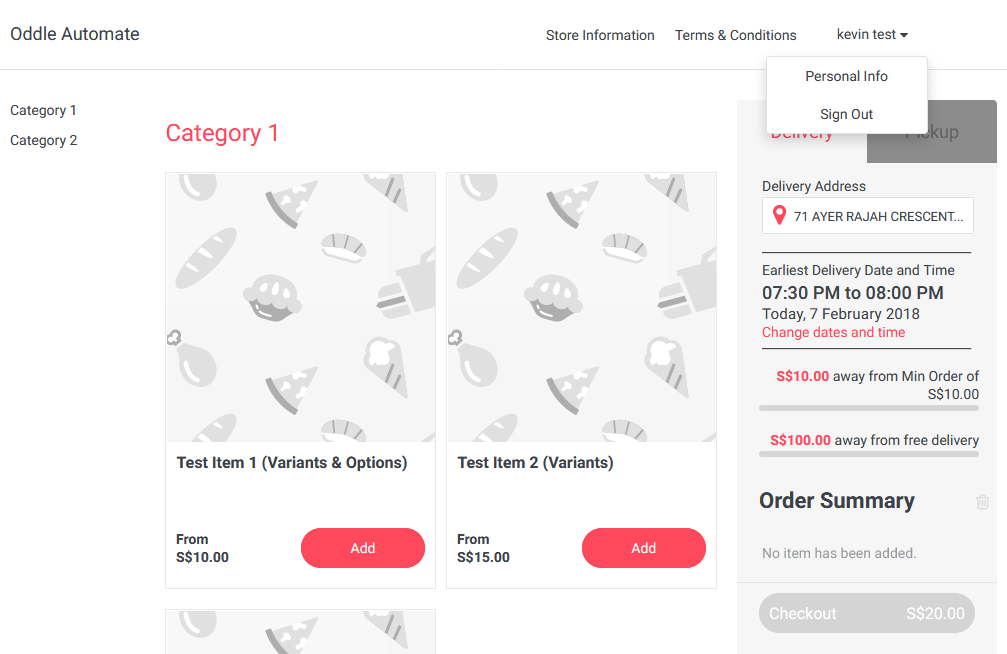 Oddle Automate
Store Information
Terms & Conditions
kevin test
Personal Info
Sign Out
Category 1
Category 2
Category 1
Test Item 1 (Variants & Options)
From
S$10.00
Add
Test Item 2 (Variants)
From
S$15.00
Add
Delivery
Pickup
Delivery Address
71 AYER RAJAH CRESCENT...
Earliest Delivery Date and Time
07:30 PM to 08:00 PM
Today, 7 February 2018
Change dates and time
S$10.00 away from Min Order of
S$10.00
S$100.00 away from free delivery
Order Summary
No item has been added.
Checkout S$20.00